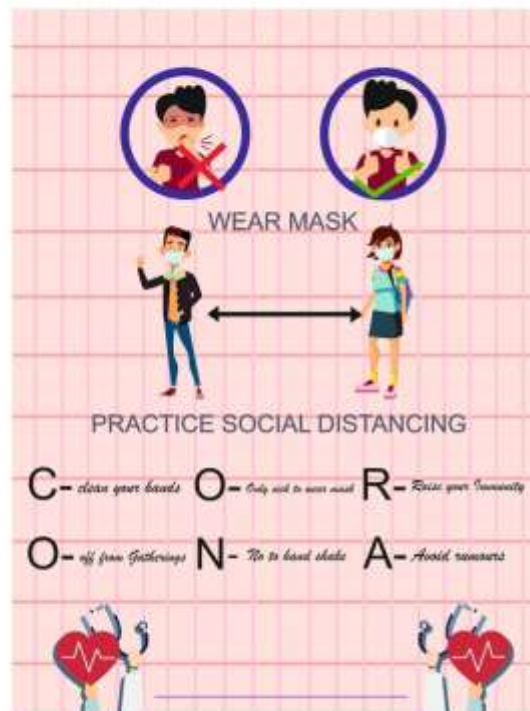 WEAR MASK
PRACTICE SOCIAL DISTANCING
C- clean your hands O- Only sick to wear mask R- Raise your Immunity
O- off from Gatherings N- No to hand shake A- Avoid rumours